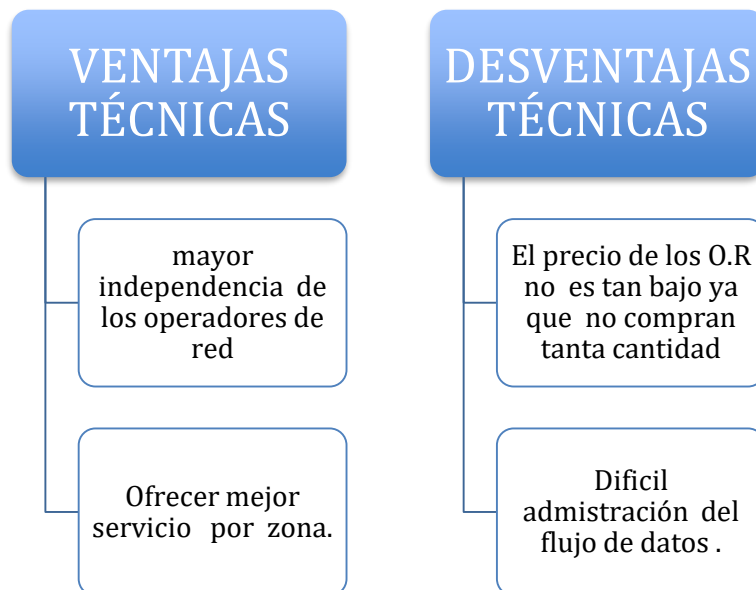 VENTAJAS
TÉCNICAS
mayor
independencia de
los operadores de
red
Ofrecer mejor
servicio por zona.
DESVENTAJAS
TÉCNICAS
El precio de los O.R
no es tan bajo ya
que no compran
tanta cantidad
Dificil
admistración del
flujo de datos .